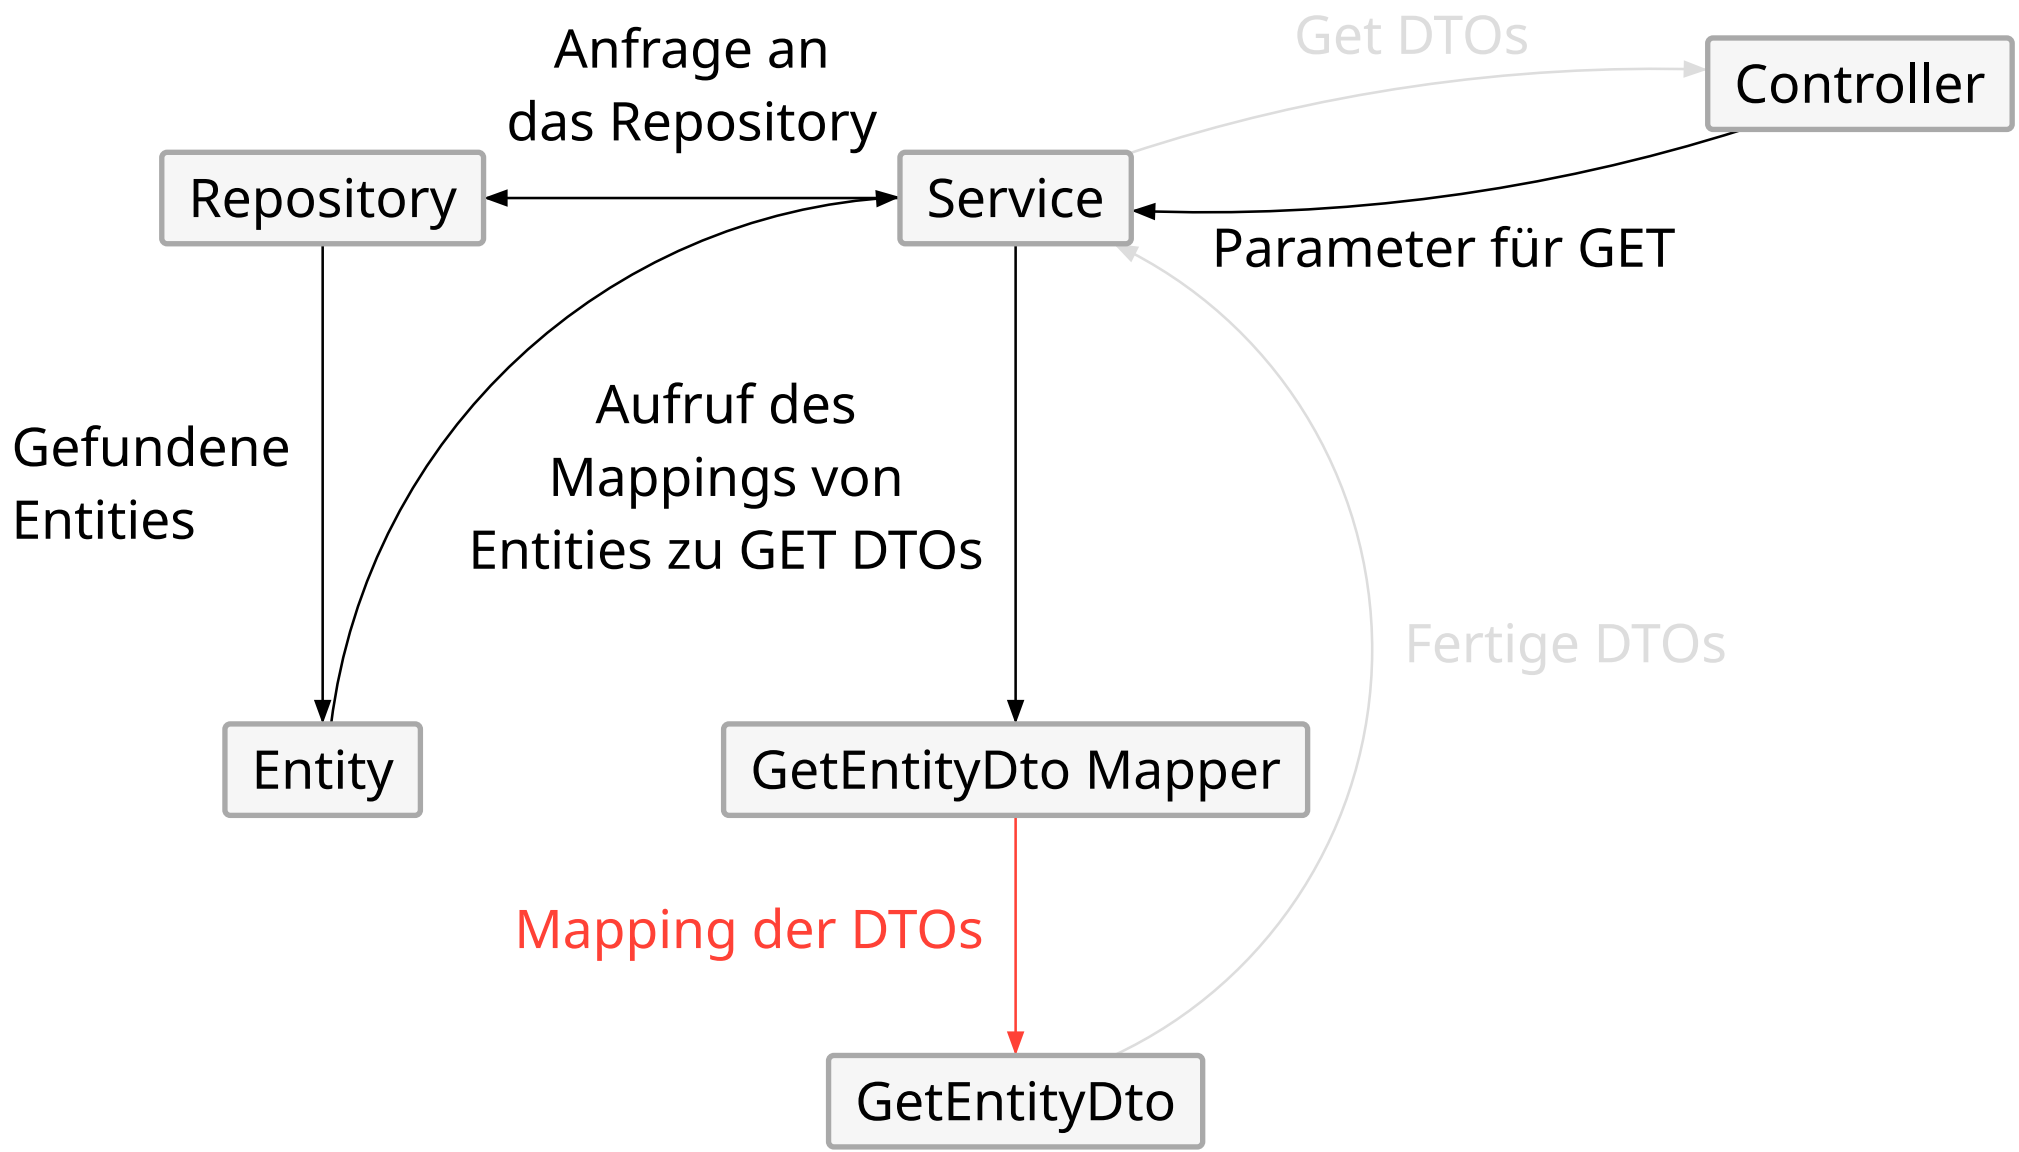 Get DTOs
Anfrage an
das Repository
Controller
Repository
Service
Parameter für GET
Aufruf des
Mappings von
Entities zu GET DTOs
Gefundene
Entities
Fertige DTOs
Entity
GetEntityDto Mapper
Mapping der DTOs
GetEntityDto